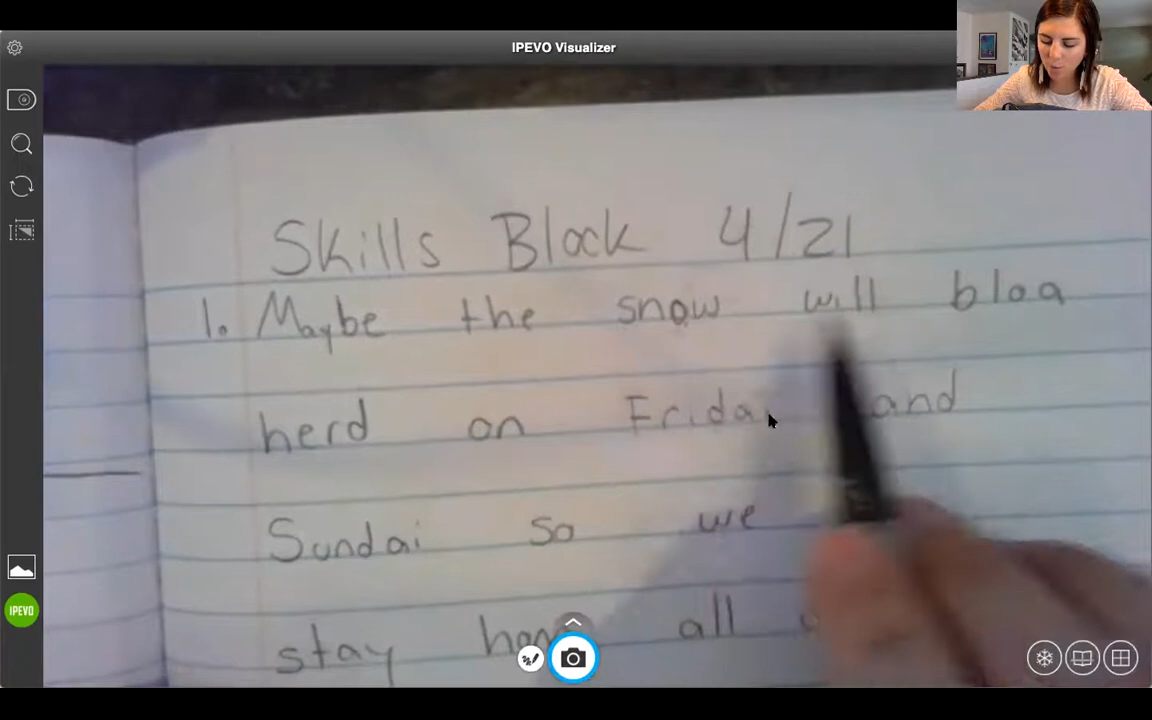 IPEVO Visualizer
Skills Block 4/21
1. Maybe the snow will bloa
herd on Friday and
Sundai so we
stay all
IPEVO